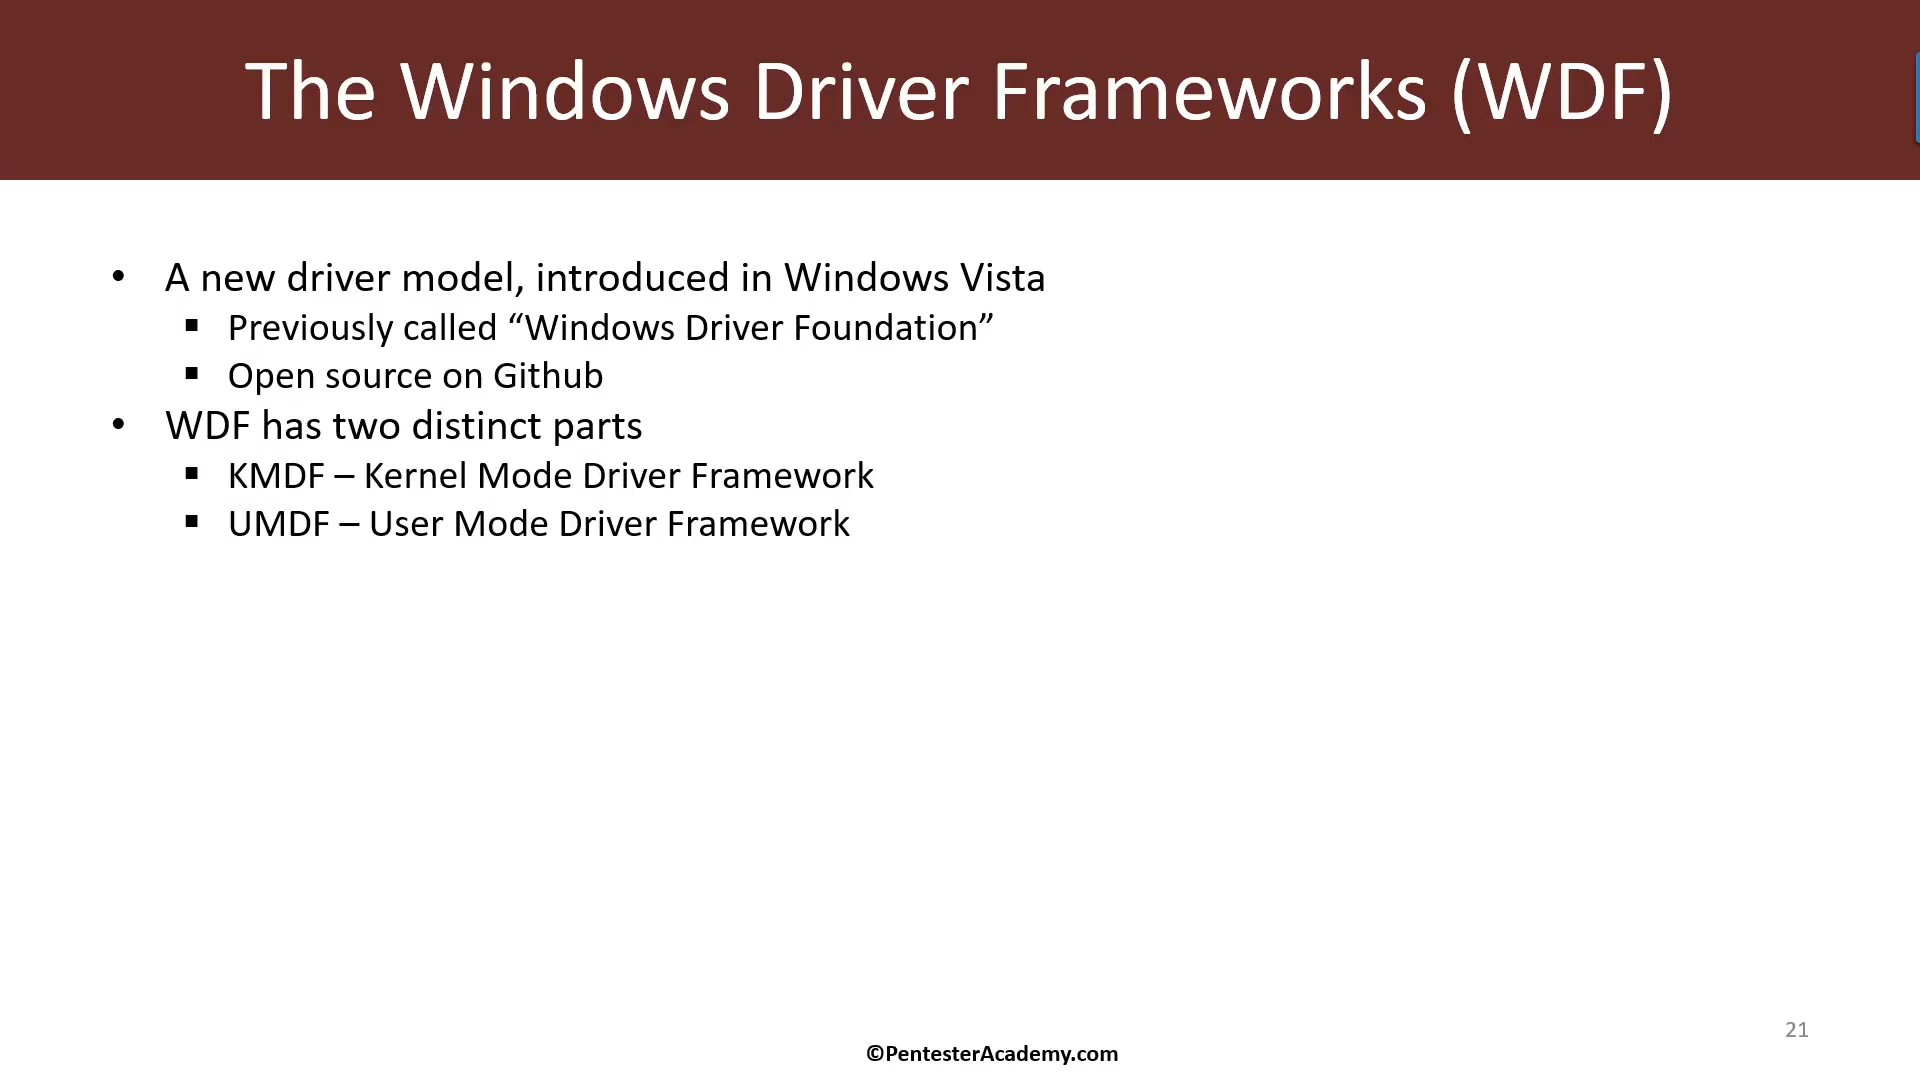 The Windows Driver Frameworks (WDF)
• A new driver model, introduced in Windows Vista
▪ Previously called “Windows Driver Foundation”
▪ Open source on Github
• WDF has two distinct parts
▪ KMDF – Kernel Mode Driver Framework
▪ UMDF – User Mode Driver Framework
21
©PentesterAcademy.com